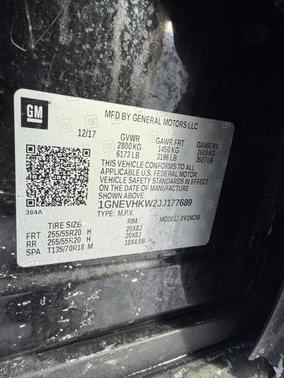 GM
MFD BY GENERAL MOTORS LLC
12/17
GVWR GAWR FRT GAWR RR
2800 KG 1450 KG 1600 KG
6173 LB 3196 LB 3527 LB
THIS VEHICLE CONFORMS TO ALL
APPLICABLE U.S. FEDERAL MOTOR
VEHICLE SAFETY STANDARDS IN EFFECT
ON THE DATE OF MANUFACTURE SHOWN ABOVE.
1GNEVHKW2JJ177689
384A TYPE: M.P.V. MODEL:
TIRE SIZE RIM
FRT 255/55R20 H 20X8J
RR 255/55R20 H 20X8J
SPA T135/70R18 M 18X4.5B